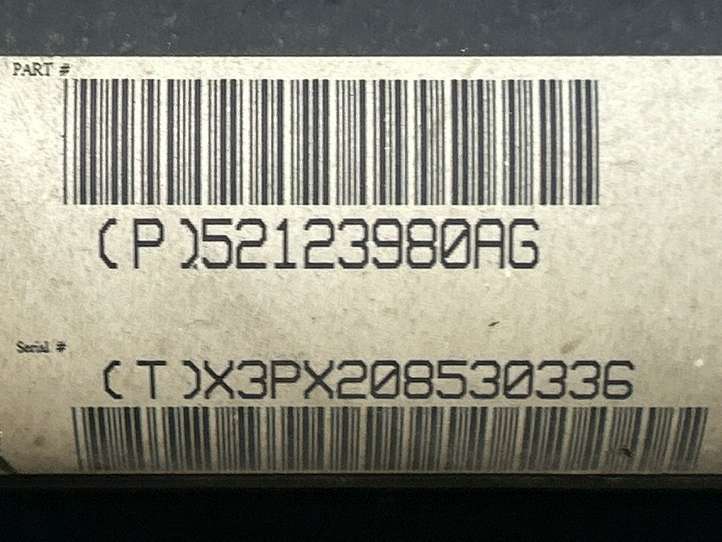 PART #
(P)52123980AG
Serial #
(T)X3PX208530336